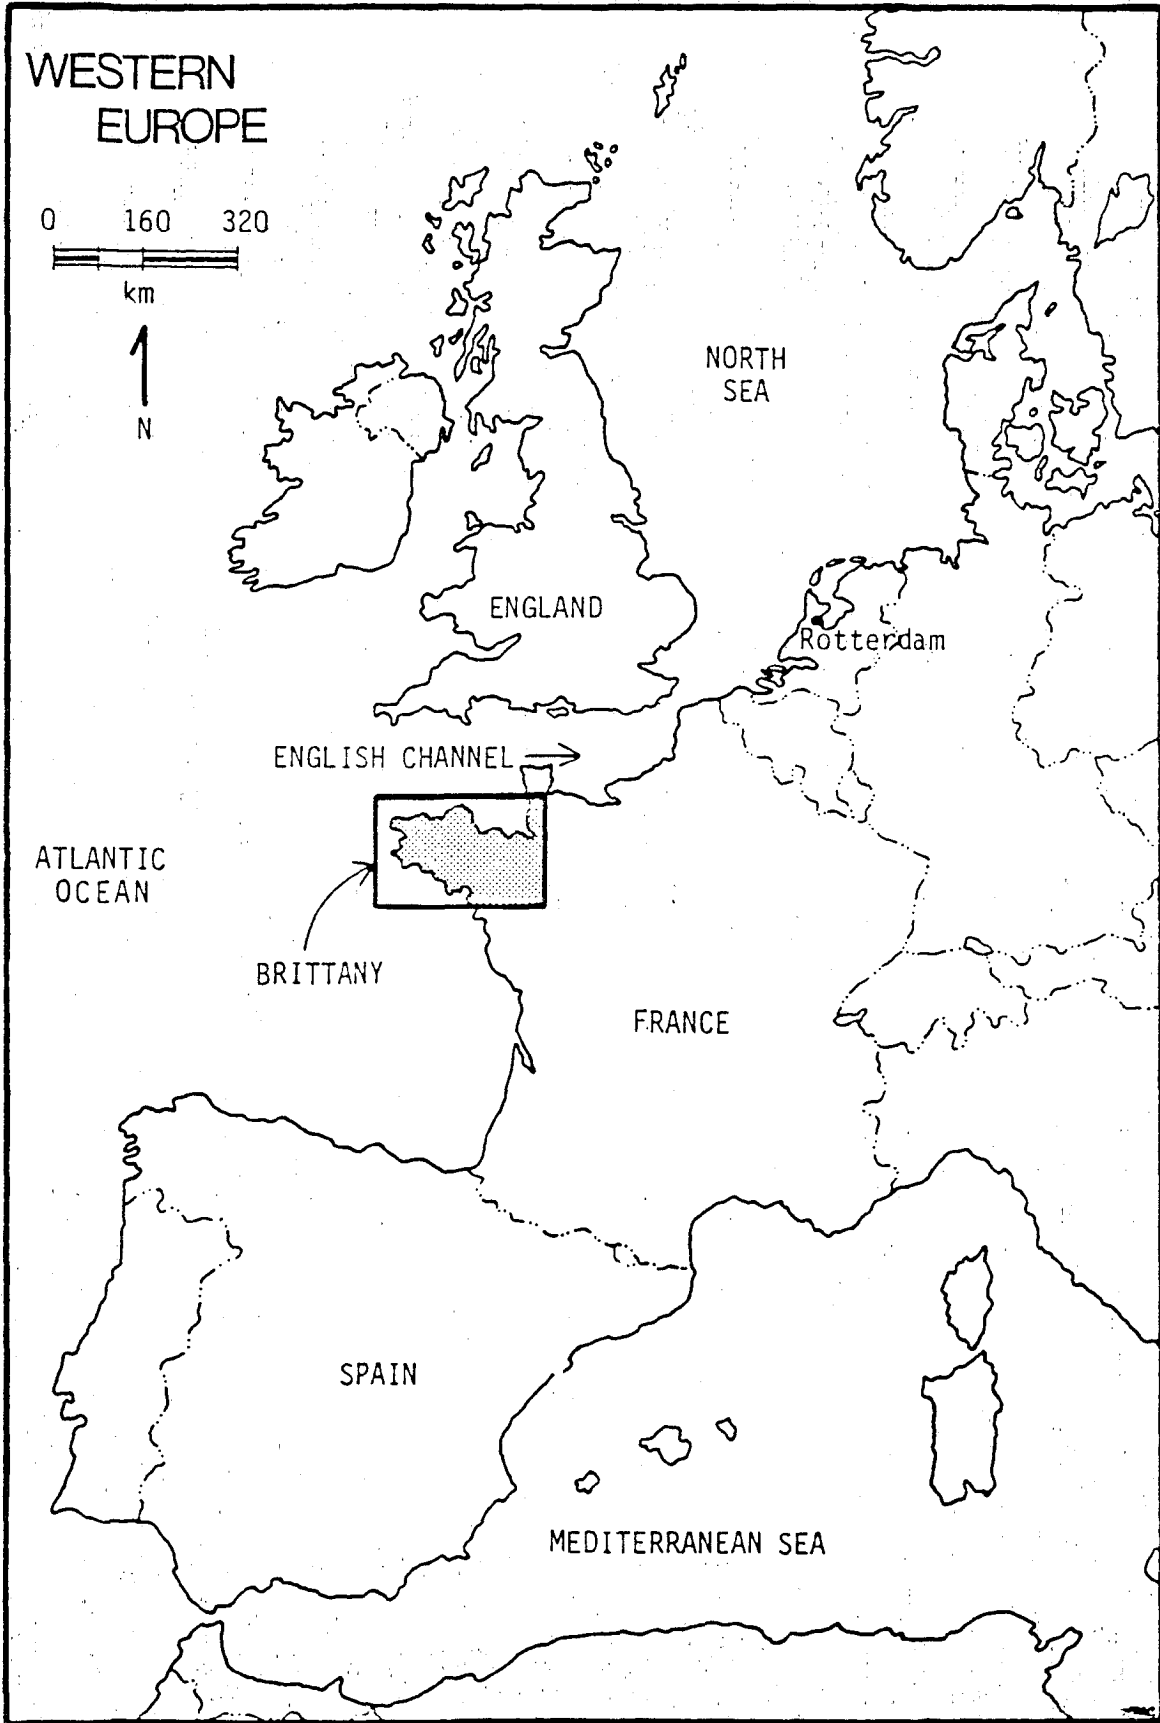 WESTERN
EUROPE
0 160 320
km
N
NORTH
SEA
ENGLAND
Rotterdam
ENGLISH CHANNEL
ATLANTIC
OCEAN
BRITTANY
FRANCE
SPAIN
MEDITERRANEAN SEA